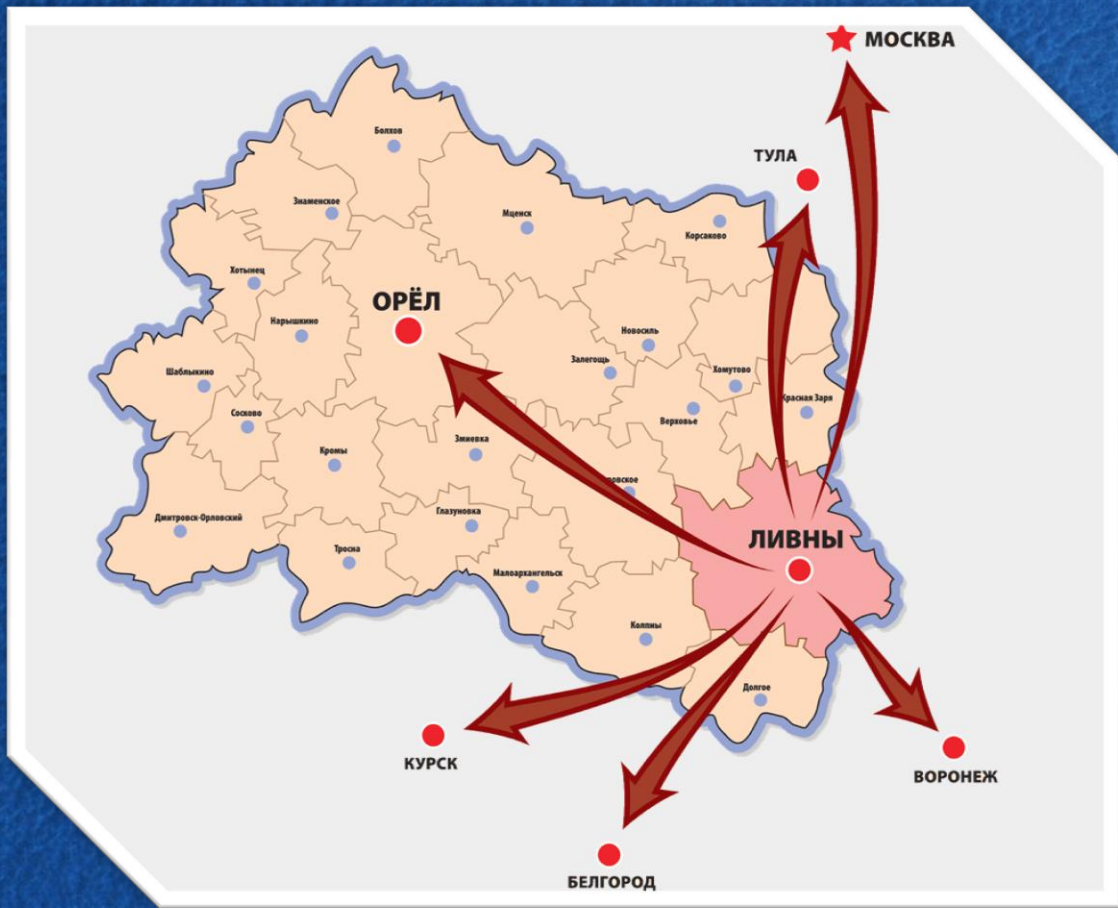 МОСКВА
ТУЛА
Болхов
Знаменское
Мценск
Корсаково
Хотынец
ОРЁЛ
Нарышкино
Новосиль
Залегощь
Хомутово
Шаблыкино
Красная Заря
Сосково
Верховье
Змиевка
Кромы
Глазуновка
Дмитровск-Орловский
ЛИВНЫ
Тросна
Малоархангельск
Колпны
Долгое
КУРСК
ВОРОНЕЖ
БЕЛГОРОД